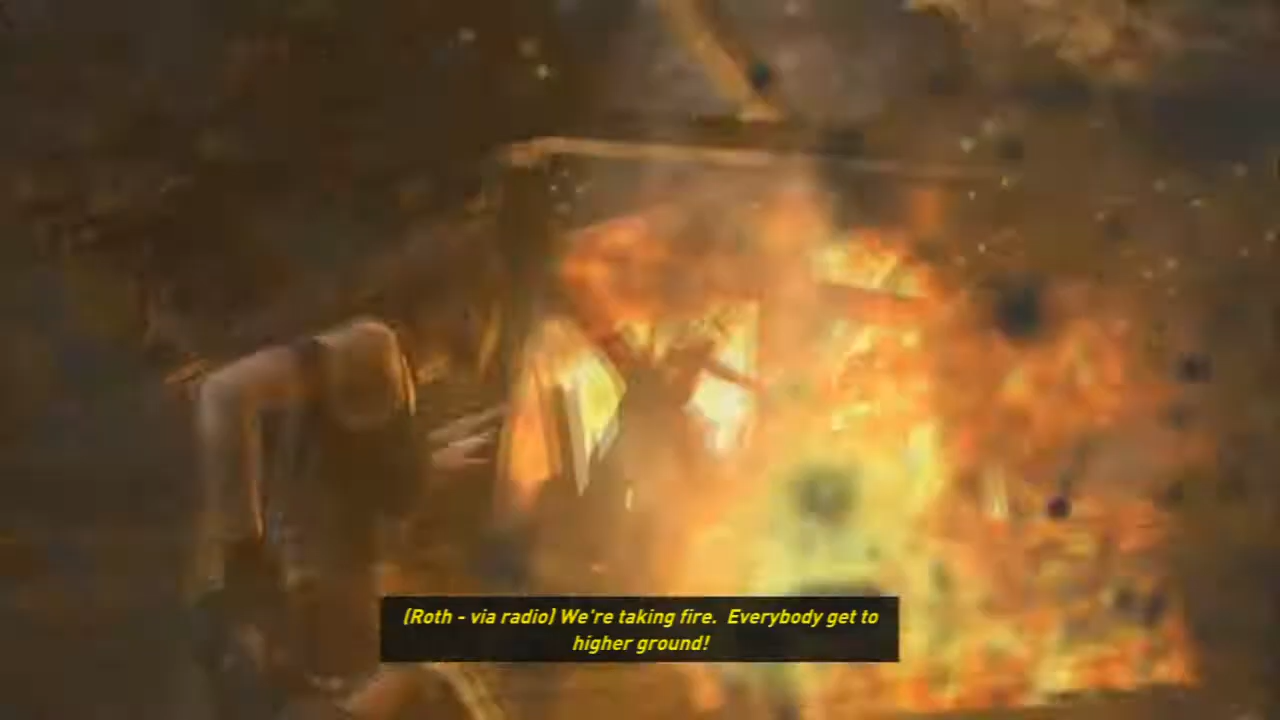 (Roth - via radio) We're taking fire.  Everybody get to
higher ground!